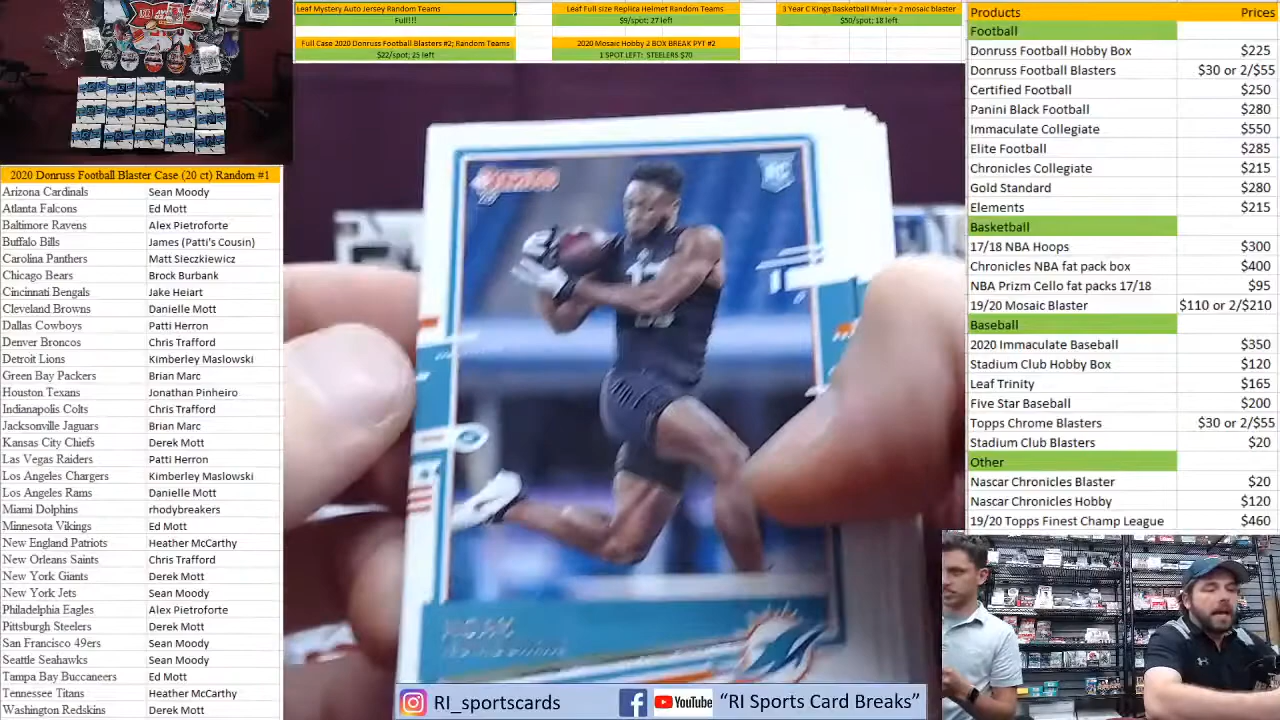 Leaf Mystery Auto Jersey Random Teams
Full!!!
Leaf Full size Replica Helmet Random Teams
$9/spot; 27 left
3 Year C Kings Basketball Mixer + 2 mosaic blaster
$50/spot; 18 left
Full Case 2020 Donruss Football Blasters #2; Random Teams
$22/spot; 25 left
2020 Mosaic Hobby 2 BOX BREAK PYT #2
1 SPOT LEFT: STEELERS $70
2020 Donruss Football Blaster Case (20 ct) Random #1
Arizona Cardinals Sean Moody
Atlanta Falcons Ed Mott
Baltimore Ravens Alex Pietroforte
Buffalo Bills James (Patti's Cousin)
Carolina Panthers Matt Sieczkiewicz
Chicago Bears Brock Burbank
Cincinnati Bengals Jake Heiart
Cleveland Browns Danielle Mott
Dallas Cowboys Patti Herron
Denver Broncos Chris Trafford
Detroit Lions Kimberley Maslowski
Green Bay Packers Brian Marc
Houston Texans Jonathan Pinheiro
Indianapolis Colts Chris Trafford
Jacksonville Jaguars Brian Marc
Kansas City Chiefs Derek Mott
Las Vegas Raiders Patti Herron
Los Angeles Chargers Kimberley Maslowski
Los Angeles Rams Danielle Mott
Miami Dolphins rhodybreakers
Minnesota Vikings Ed Mott
New England Patriots Heather McCarthy
New Orleans Saints Chris Trafford
New York Giants Derek Mott
New York Jets Sean Moody
Philadelphia Eagles Alex Pietroforte
Pittsburgh Steelers Derek Mott
San Francisco 49ers Sean Moody
Seattle Seahawks Sean Moody
Tampa Bay Buccaneers Ed Mott
Tennessee Titans Heather McCarthy
Washington Redskins Derek Mott
Donruss
RC
RI_sportscards
YouTube
"RI Sports Card Breaks"
Products Prices
Football
Donruss Football Hobby Box $225
Donruss Football Blasters $30 or 2/$55
Certified Football $250
Panini Black Football $280
Immaculate Collegiate $550
Elite Football $285
Chronicles Collegiate $215
Gold Standard $280
Elements $215
Basketball
17/18 NBA Hoops $300
Chronicles NBA fat pack box $400
NBA Prizm Cello fat packs 17/18 $95
19/20 Mosaic Blaster $110 or 2/$210
Baseball
2020 Immaculate Baseball $350
Stadium Club Hobby Box $120
Leaf Trinity $165
Five Star Baseball $200
Topps Chrome Blasters $30 or 2/$55
Stadium Club Blasters $20
Other
Nascar Chronicles Blaster $20
Nascar Chronicles Hobby $120
19/20 Topps Finest Champ League $460